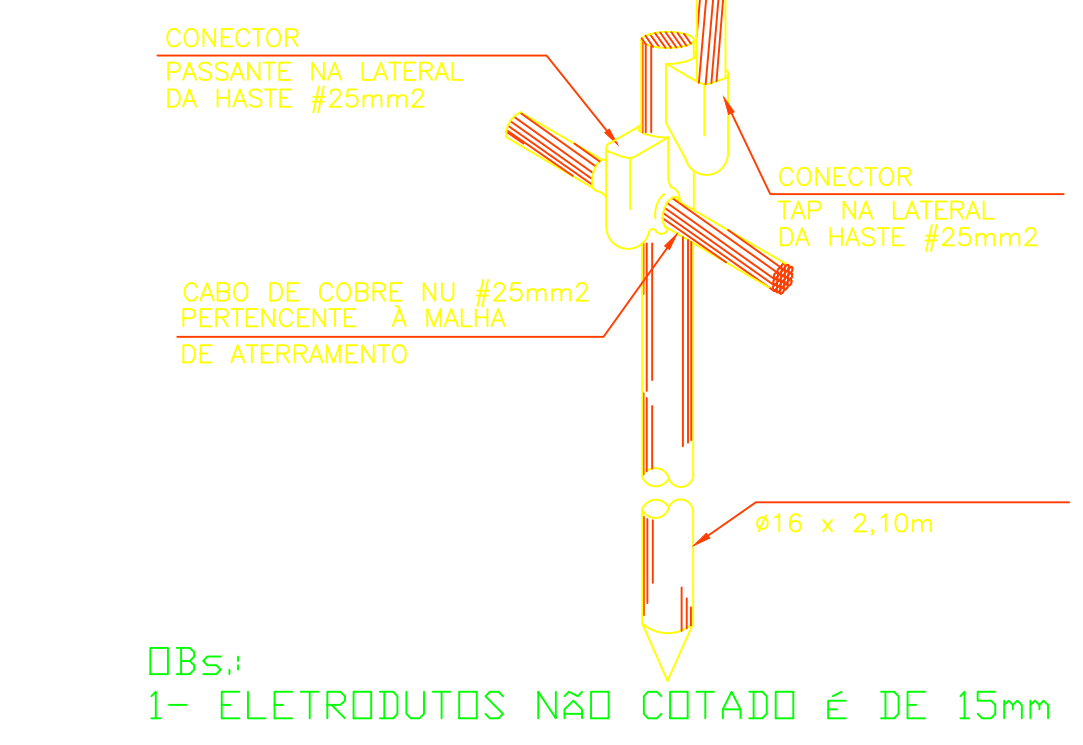 CONECTOR
PASSANTE NA LATERAL
DA HASTE #25mm2
CONECTOR
TAP NA LATERAL
DA HASTE #25mm2
CABO DE COBRE NU #25mm2
PERTENCENTE À MALHA
DE ATERRAMENTO
ø16 x 2,10m
OBs.:
1- ELETRODUTOS NÃO COTADO É DE 15mm